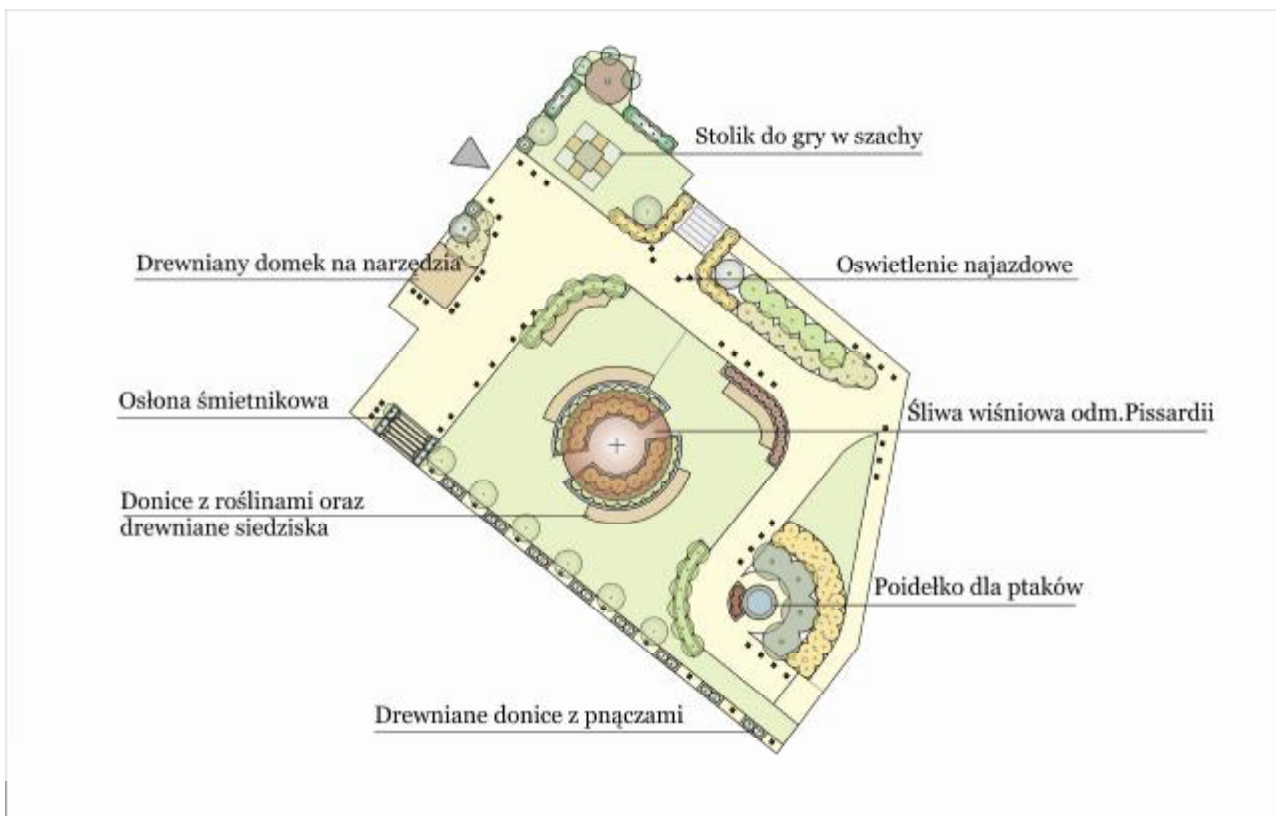 Stolik do gry w szachy
Drewniany domek na narzędzia
Oswietlenie najazdowe
Osłona śmietnikowa
Śliwa wiśniowa odm.Pissardii
Donice z roślinami oraz
drewniane siedziska
Poidełko dla ptaków
Drewniane donice z pnączami